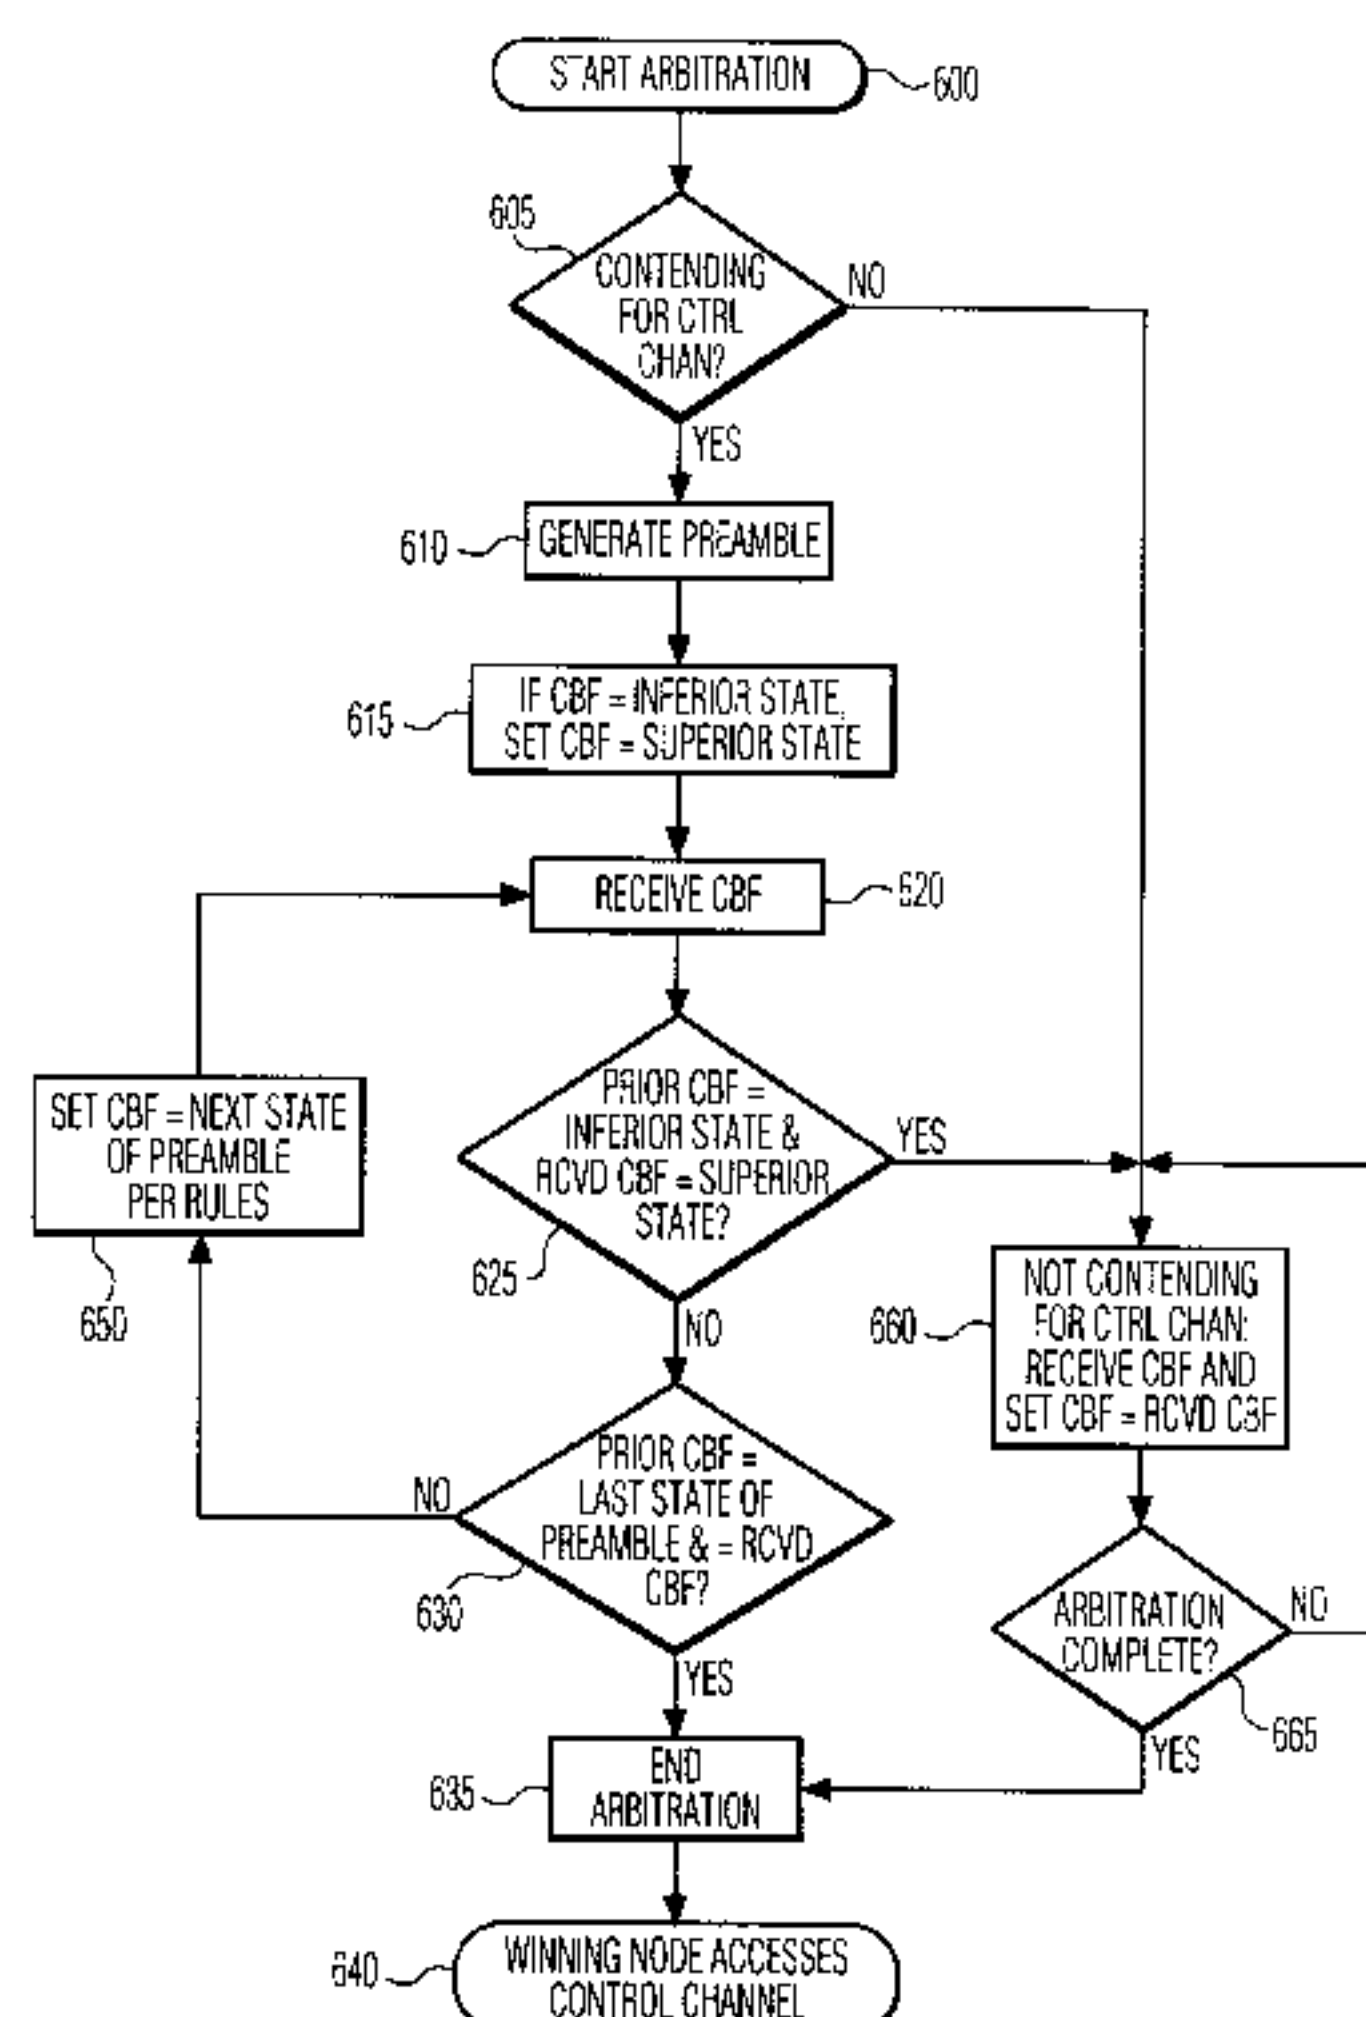 START ARBITRATION
600
605
CONTENDING
FOR CTRL
CHAN?
NO
YES
610
GENERATE PREAMBLE
615
IF CBF = INFERIOR STATE,
SET CBF = SUPERIOR STATE
RECEIVE CBF
620
SET CBF = NEXT STATE
OF PREAMBLE
PER RULES
650
PRIOR CBF =
INFERIOR STATE &
RCVD CBF = SUPERIOR
STATE?
YES
625
NO
660
NOT CONTENDING
FOR CTRL CHAN:
RECEIVE CBF AND
SET CBF = RCVD CBF
PRIOR CBF =
LAST STATE OF
PREAMBLE & = RCVD
CBF?
NO
630
YES
ARBITRATION
COMPLETE?
NO
665
YES
635
END
ARBITRATION
640
WINNING NODE ACCESSES
CONTROL CHANNEL